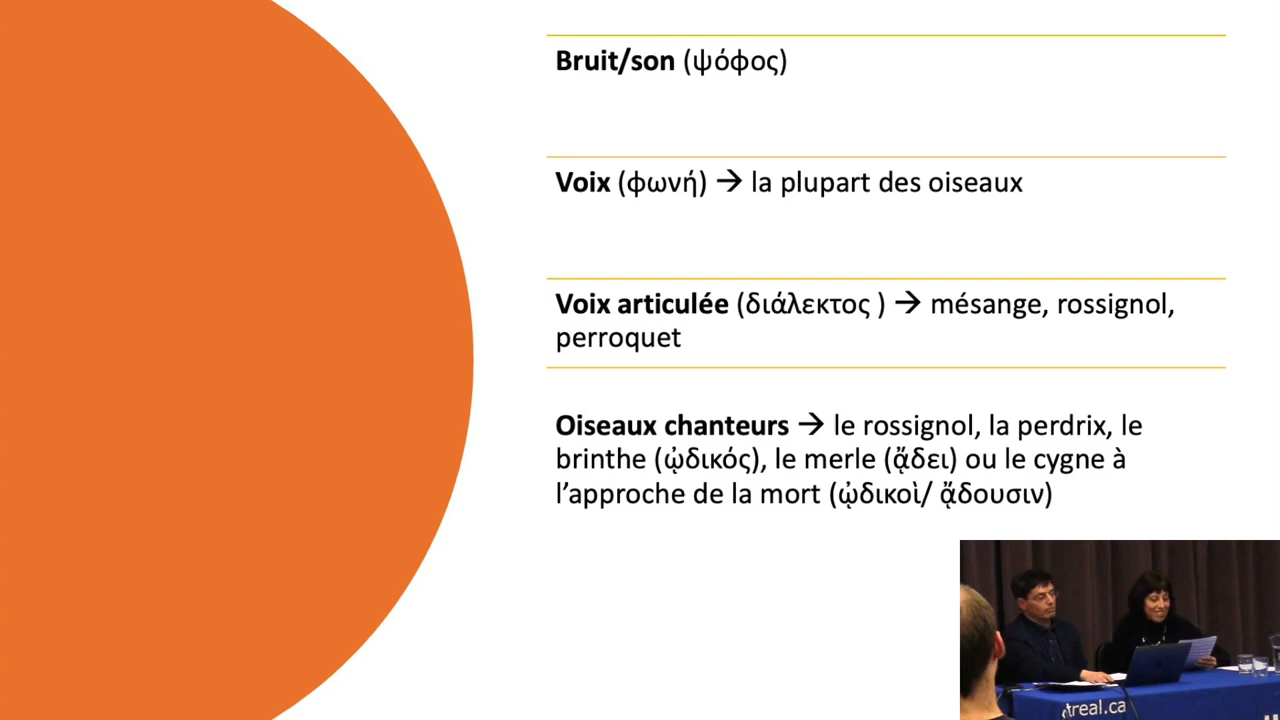 Bruit/son (ψόφος)
Voix (φωνή) → la plupart des oiseaux
Voix articulée (διάλεκτος ) → mésange, rossignol,
perroquet
Oiseaux chanteurs → le rossignol, la perdrix, le
brinthe (ᾠδικός), le merle (ᾄδει) ou le cygne à
l’approche de la mort (ᾠδικοὶ/ ᾄδουσιν)
treal.ca